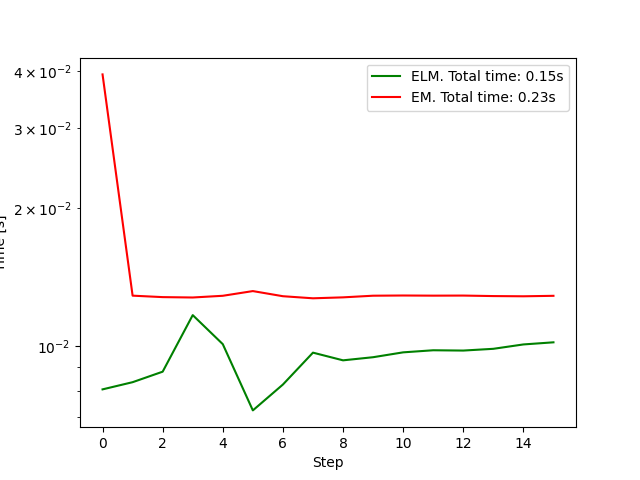 4 × 10⁻²
3 × 10⁻²
2 × 10⁻²
10⁻²
ELM. Total time: 0.15s
EM. Total time: 0.23s
0 2 4 6 8 10 12 14
Step